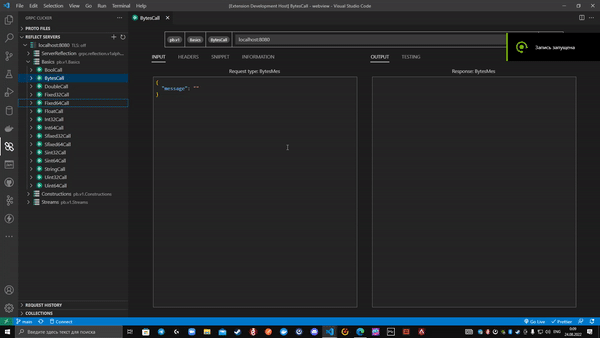 File Edit Selection View Go Run Terminal Help
[Extension Development Host] BytesCall - webview - Visual Studio Code
GRPC CLICKER
BytesCall
PROTO FILES
REFLECT SERVERS
localhost:8080 TLS: off
ServerReflection grpc.reflection.v1alph...
Basics pb.v1.Basics
BoolCall
BytesCall
DoubleCall
Fixed32Call
Fixed64Call
FloatCall
Int32Call
Int64Call
Sfixed32Call
Sfixed64Call
Sint32Call
Sint64Call
StringCall
Uint32Call
Uint64Call
Constructions pb.v1.Constructions
Streams pb.v1.Streams
REQUEST HISTORY
COLLECTIONS
pb.v1 Basics BytesCall localhost:8080
Запись запущена
INPUT HEADERS SNIPPET INFORMATION
OUTPUT TESTING
Request type: BytesMes
Response: BytesMes
{
"message": ""
}
main Connect
Go Live Prettier
Введите здесь текст для поиска
0:09
24.08.2022